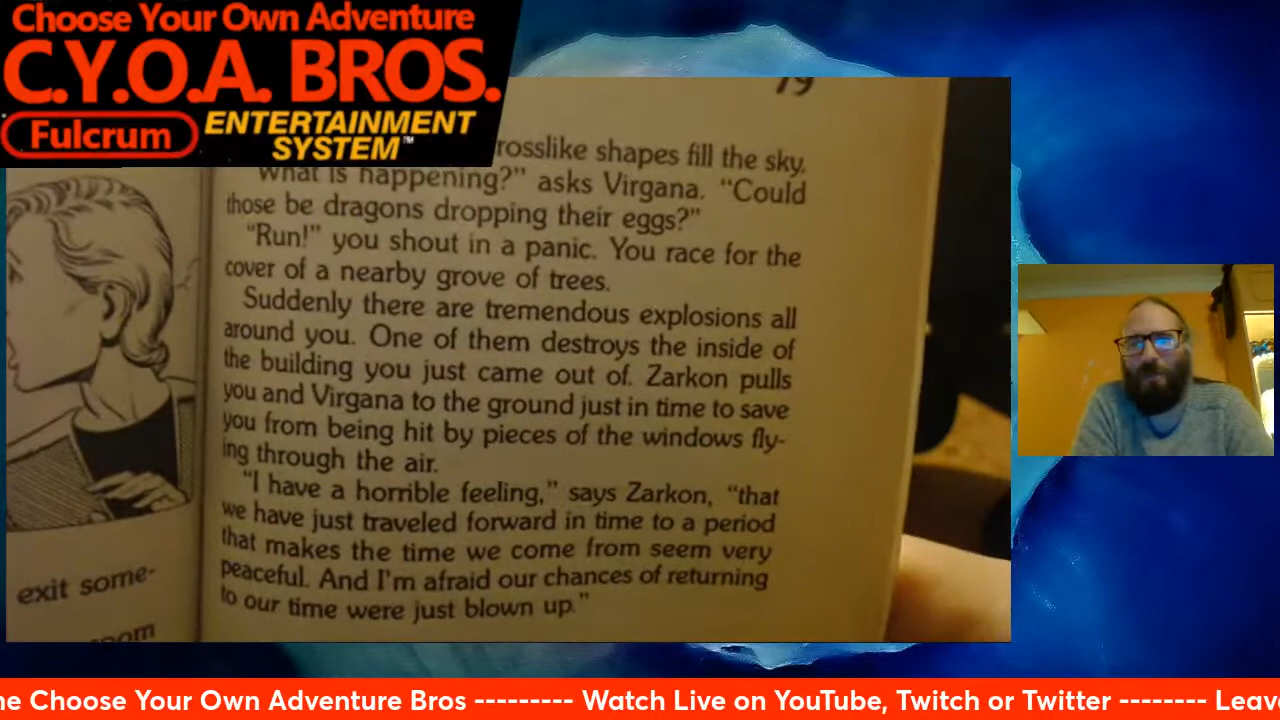 Choose Your Own Adventure
C.Y.O.A. BROS.
Fulcrum
ENTERTAINMENT
SYSTEM™
79
rosslike shapes fill the sky.
"What is happening?" asks Virgana. "Could
those be dragons dropping their eggs?"
"Run!" you shout in a panic. You race for the
cover of a nearby grove of trees.
Suddenly there are tremendous explosions all
around you. One of them destroys the inside of
the building you just came out of. Zarkon pulls
you and Virgana to the ground just in time to save
you from being hit by pieces of the windows fly-
ing through the air.
"I have a horrible feeling," says Zarkon, "that
we have just traveled forward in time to a period
that makes the time we come from seem very
peaceful. And I'm afraid our chances of returning
to our time were just blown up."
exit some-
oom
he Choose Your Own Adventure Bros --------- Watch Live on YouTube, Twitch or Twitter -------- Leav